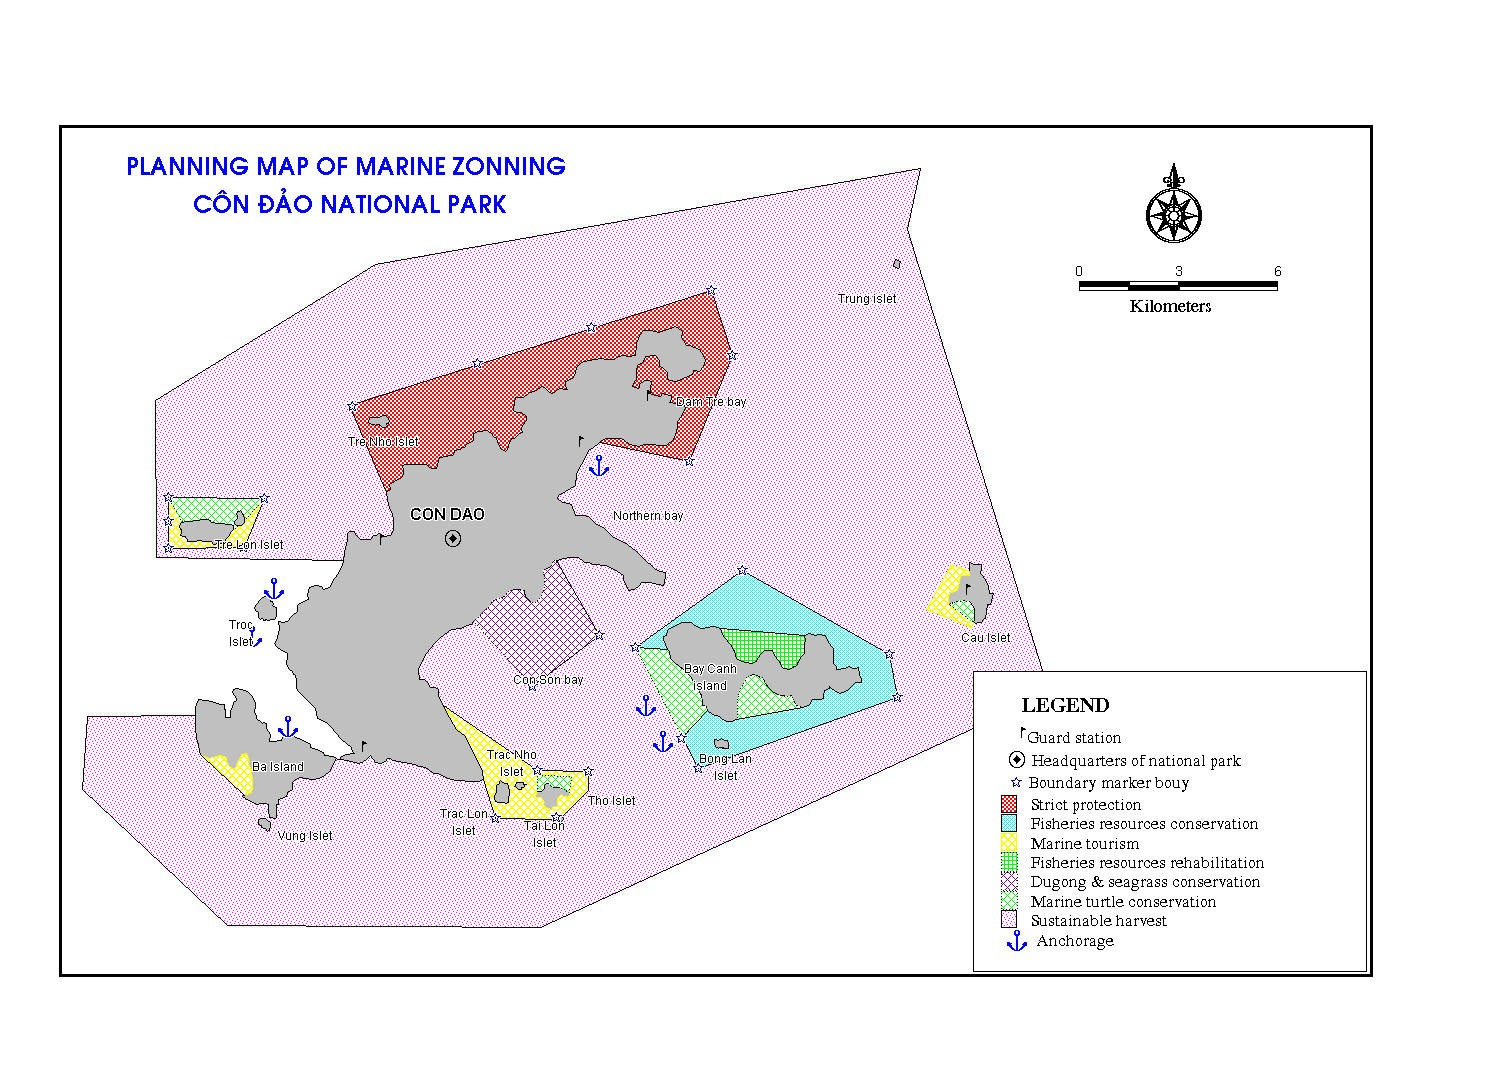 PLANNING MAP OF MARINE ZONNING
CÔN ĐẢO NATIONAL PARK
0 3 6
Kilometers
Trung islet
Dam Tre bay
Tre Nho Islet
CON DAO
Northern bay
Tre Lon Islet
Troc
Islet
Cau Islet
Con Son bay
Bay Canh
island
Bong Lan
Islet
Ba Island
Vung Islet
Trac Nho
Islet
Tho Islet
Trac Lon
Islet
Tai Lon
Islet
LEGEND
Guard station
Headquarters of national park
Boundary marker bouy
Strict protection
Fisheries resources conservation
Marine tourism
Fisheries resources rehabilitation
Dugong & seagrass conservation
Marine turtle conservation
Sustainable harvest
Anchorage